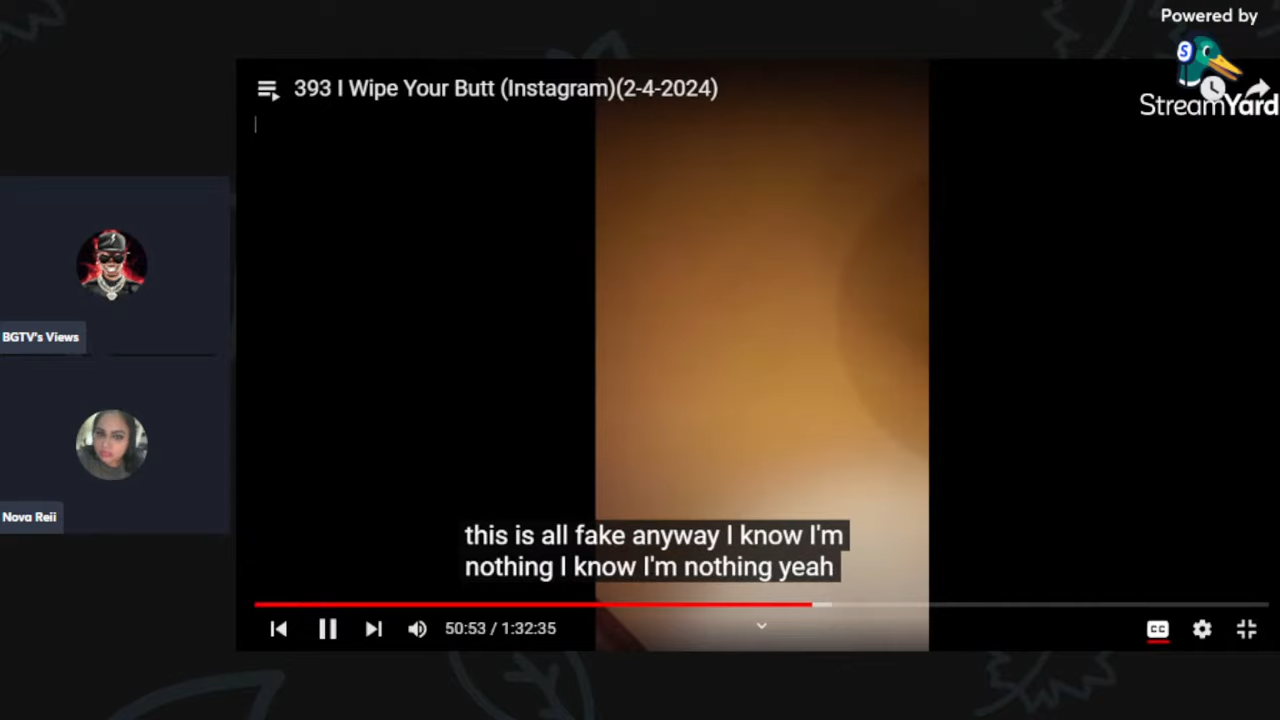 Powered by
S
StreamYard
393 I Wipe Your Butt (Instagram)(2-4-2024)
BGTV's Views
Nova Reii
this is all fake anyway I know I'm
nothing I know I'm nothing yeah
50:53 / 1:32:35
CC